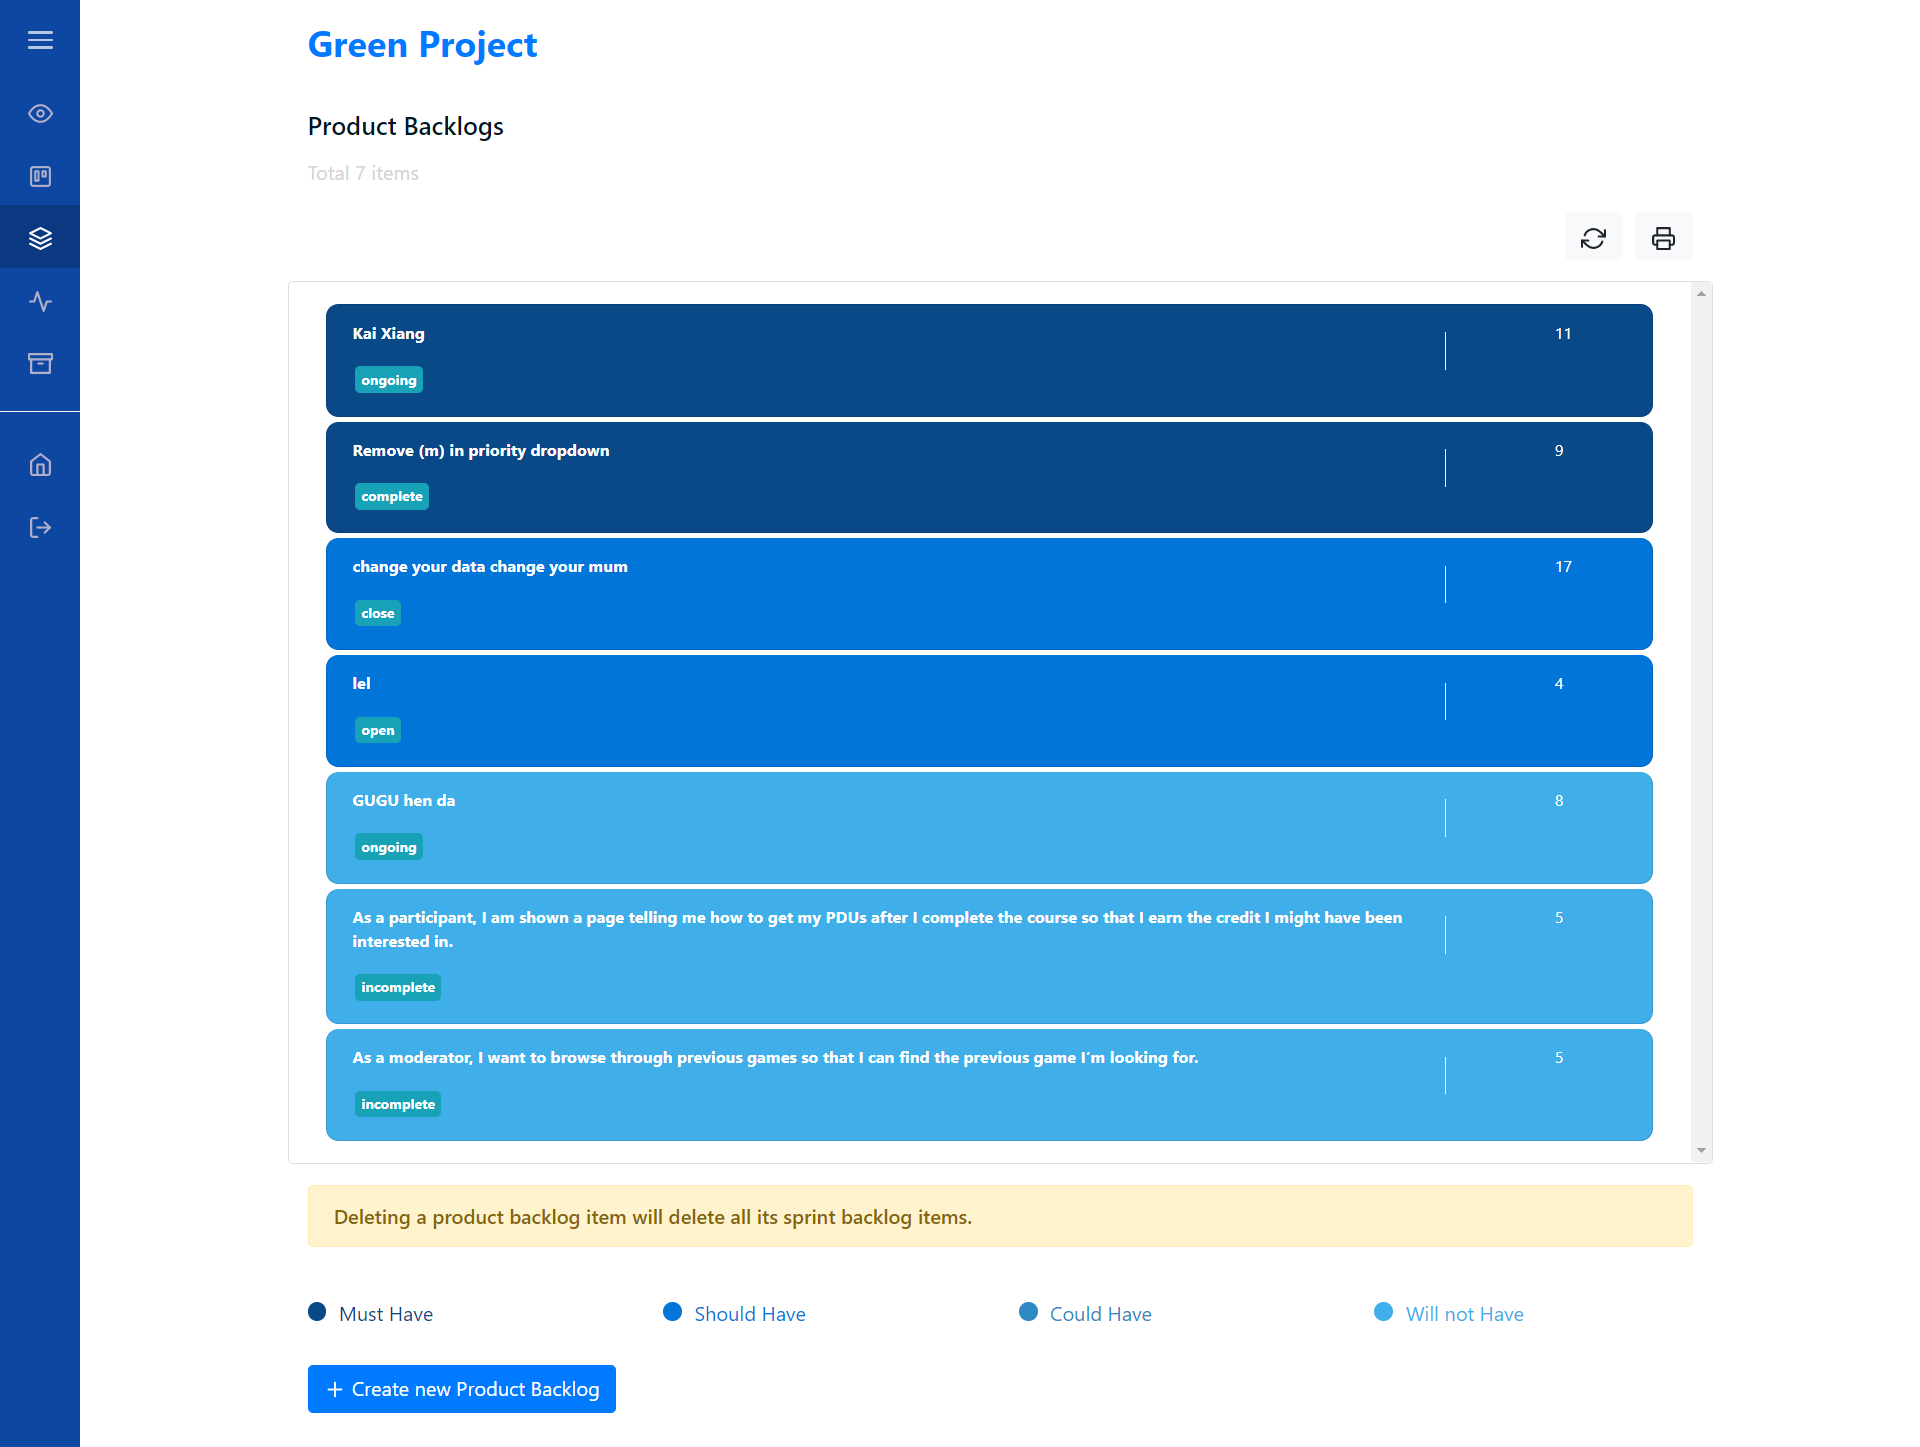 Green Project
Product Backlogs
Total 7 items
Kai Xiang
11
ongoing
Remove (m) in priority dropdown
9
complete
change your data change your mum
17
close
lel
4
open
GUGU hen da
8
ongoing
As a participant, I am shown a page telling me how to get my PDUs after I complete the course so that I earn the credit I might have been
5
interested in.
incomplete
As a moderator, I want to browse through previous games so that I can find the previous game I’m looking for.
5
incomplete
Deleting a product backlog item will delete all its sprint backlog items.
Must Have
Should Have
Could Have
Will not Have
+ Create new Product Backlog